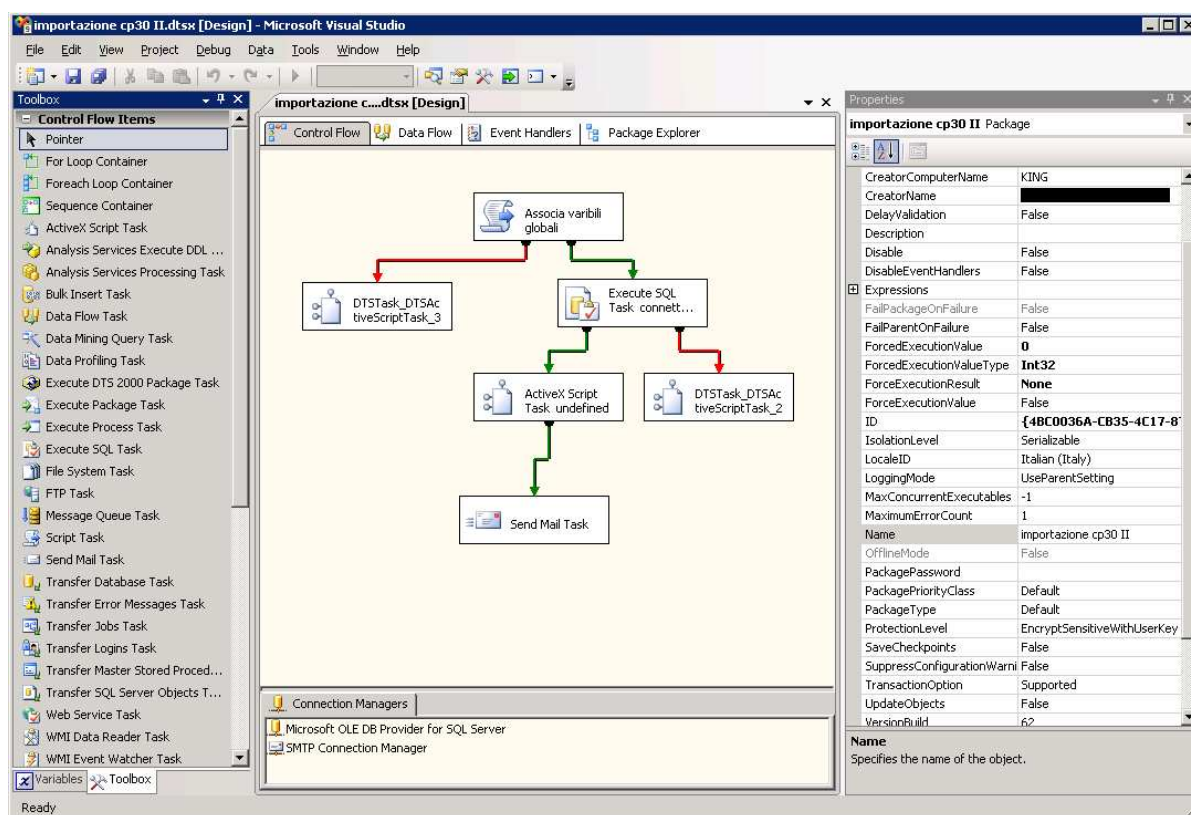 importazione cp30 II.dtsx [Design] - Microsoft Visual Studio
File Edit View Project Debug Data Tools Window Help
Toolbox
Control Flow Items
Pointer
For Loop Container
Foreach Loop Container
Sequence Container
ActiveX Script Task
Analysis Services Execute DDL ...
Analysis Services Processing Task
Bulk Insert Task
Data Flow Task
Data Mining Query Task
Data Profiling Task
Execute DTS 2000 Package Task
Execute Package Task
Execute Process Task
Execute SQL Task
File System Task
FTP Task
Message Queue Task
Script Task
Send Mail Task
Transfer Database Task
Transfer Error Messages Task
Transfer Jobs Task
Transfer Logins Task
Transfer Master Stored Proced...
Transfer SQL Server Objects T...
Web Service Task
WMI Data Reader Task
WMI Event Watcher Task
Variables Toolbox
importazione c....dtsx [Design]
Control Flow Data Flow Event Handlers Package Explorer
Associa varibili
globali
DTSTask_DTSAc
tiveScriptTask_3
Execute SQL
Task connett...
ActiveX Script
Task undefined
DTSTask_DTSAc
tiveScriptTask_2
Send Mail Task
Connection Managers
Microsoft OLE DB Provider for SQL Server
SMTP Connection Manager
Properties
importazione cp30 II Package
CreatorComputerName KING
CreatorName
DelayValidation False
Description
Disable False
DisableEventHandlers False
Expressions
FailPackageOnFailure False
FailParentOnFailure False
ForcedExecutionValue 0
ForcedExecutionValueType Int32
ForceExecutionResult None
ForceExecutionValue False
ID {4BC0036A-CB35-4C17-8
IsolationLevel Serializable
LocaleID Italian (Italy)
LoggingMode UseParentSetting
MaxConcurrentExecutables -1
MaximumErrorCount 1
Name importazione cp30 II
OfflineMode False
PackagePassword
PackagePriorityClass Default
PackageType Default
ProtectionLevel EncryptSensitiveWithUserKey
SaveCheckpoints False
SuppressConfigurationWarni False
TransactionOption Supported
UpdateObjects False
VersionBuild 62
Name
Specifies the name of the object.
Ready